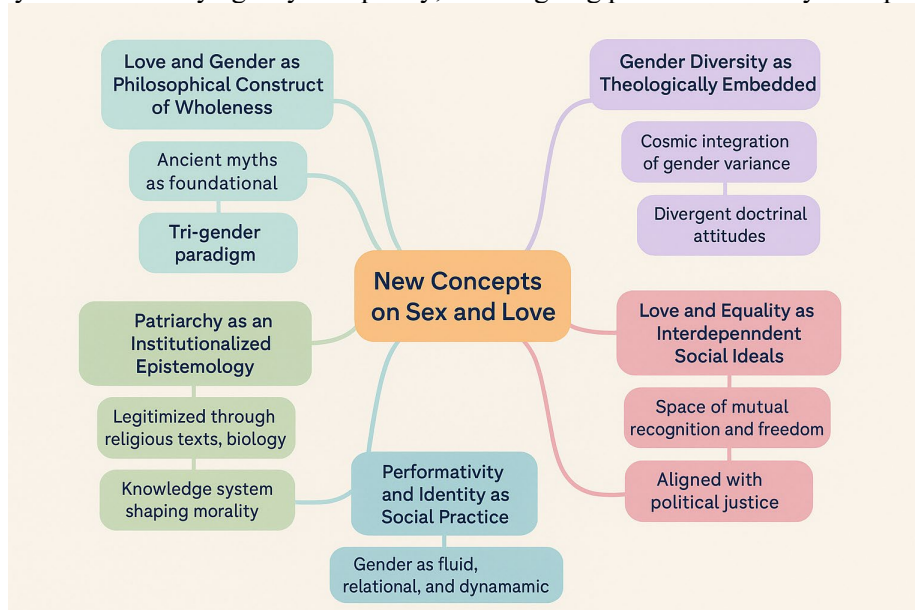 Love and Gender as
Philosophical Construct
of Wholeness
Ancient myths
as foundational
Tri-gender
paradigm
Gender Diversity as
Theologically Embedded
Cosmic integration
of gender variance
Divergent doctrinal
attitudes
New Concepts
on Sex and Love
Patriarchy as an
Institutionalized
Epistemology
Legitimized through
religious texts, biology
Knowledge system
shaping morality
Love and Equality as
Interdepenndent
Social Ideals
Space of mutual
recognition and freedom
Aligned with
political justice
Performativity
and Identity as
Social Practice
Gender as fluid,
relational, and dynamamic